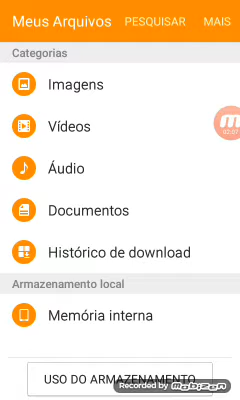 Meus Arquivos PESQUISAR MAIS
Categorias
Imagens
Vídeos
Áudio
Documentos
Histórico de download
Armazenamento local
Memória interna
USO DO ARMAZENAMENTO
Recorded by Mobizen